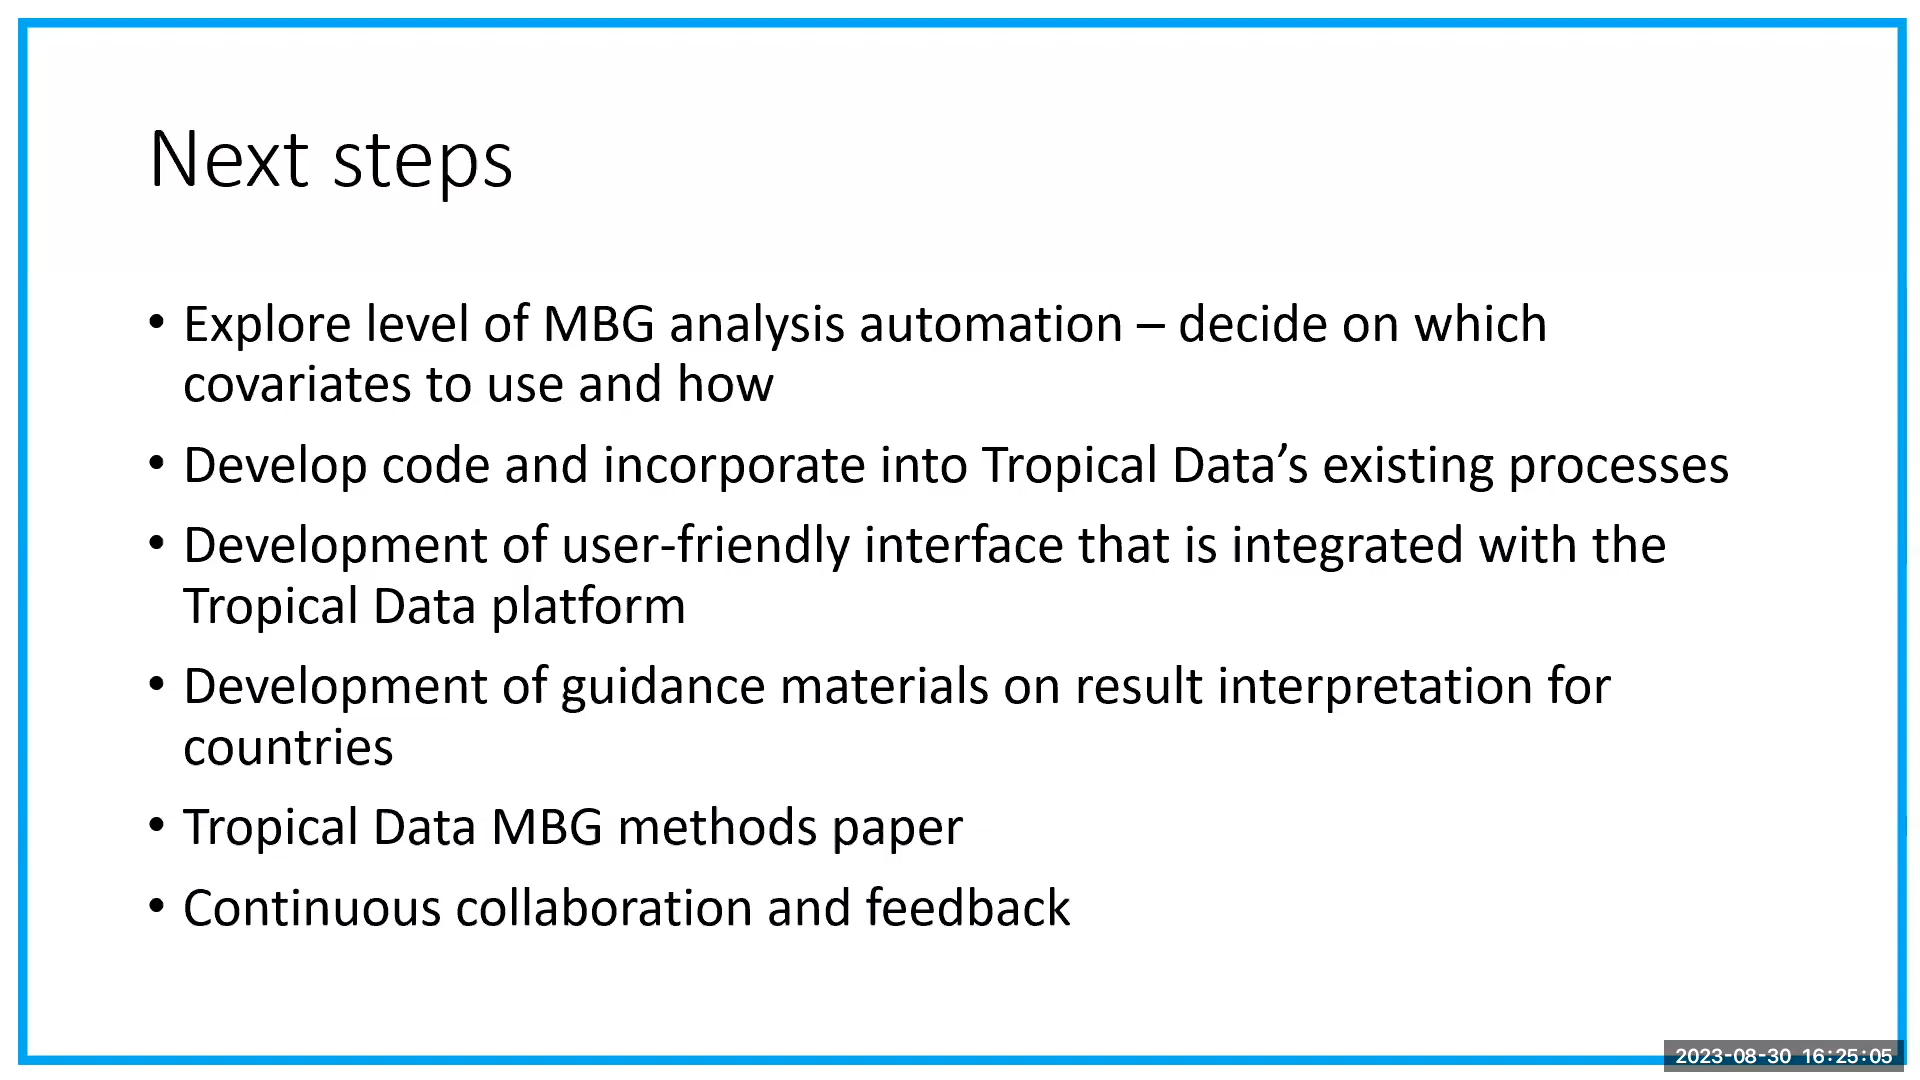 Next steps
• Explore level of MBG analysis automation – decide on which
covariates to use and how
• Develop code and incorporate into Tropical Data’s existing processes
• Development of user-friendly interface that is integrated with the
Tropical Data platform
• Development of guidance materials on result interpretation for
countries
• Tropical Data MBG methods paper
• Continuous collaboration and feedback
2023-08-30 16:25:05